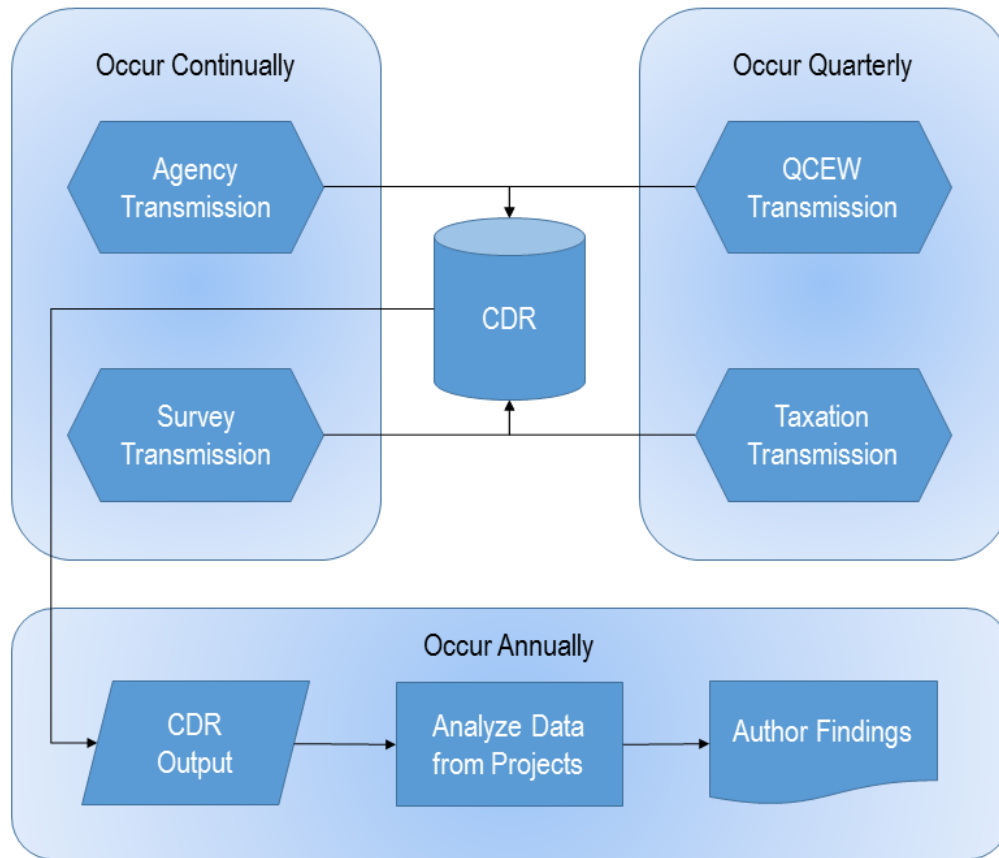 Occur Continually
Occur Quarterly
Agency
Transmission
QCEW
Transmission
CDR
Survey
Transmission
Taxation
Transmission
Occur Annually
CDR
Output
Analyze Data
from Projects
Author Findings